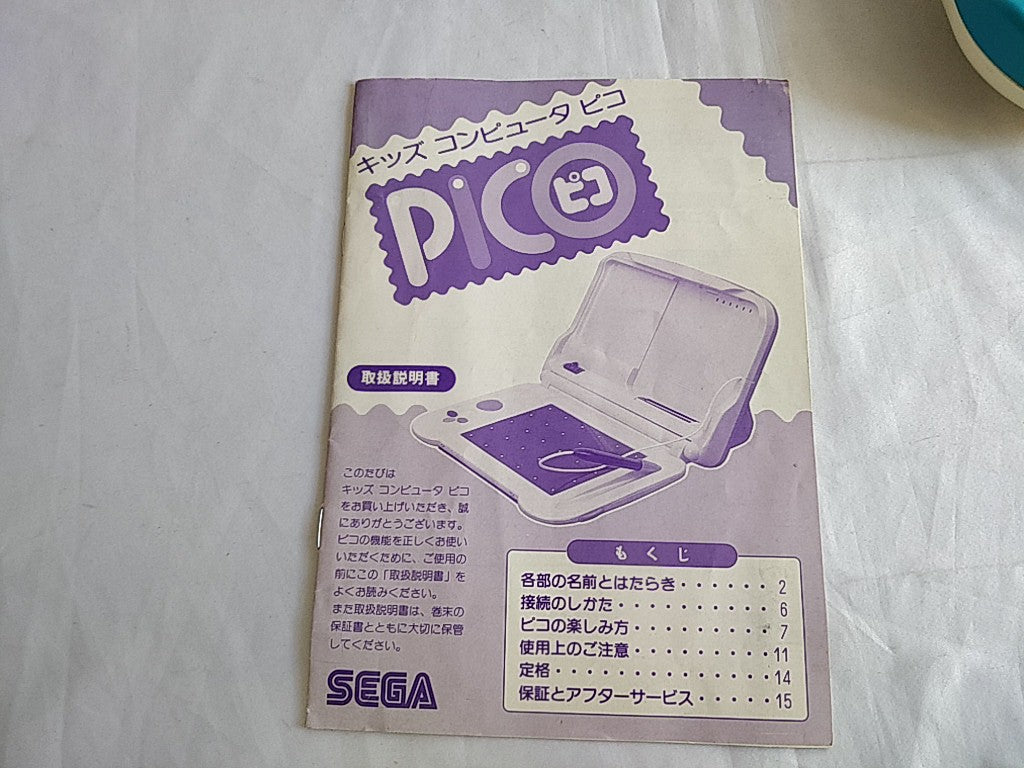 キッズ コンピュータ ピコ
PICO
ピコ
取扱説明書
このたびは
キッズ コンピュータ ピコ
をお買い上げいただき、誠
にありがとうございます。
ピコの機能を正しくお使い
いただくために、ご使用の
前にこの「取扱説明書」を
よくお読みください。
また取扱説明書は、巻末の
保証書とともに大切に保管
してください。
SEGA
もくじ
各部の名前とはたらき・・・・・・2
接続のしかた・・・・・・・・・6
ピコの楽しみ方・・・・・・・・7
使用上のご注意・・・・・・・・・11
定格・・・・・・・・・・・・・14
保証とアフターサービス・・・・・15